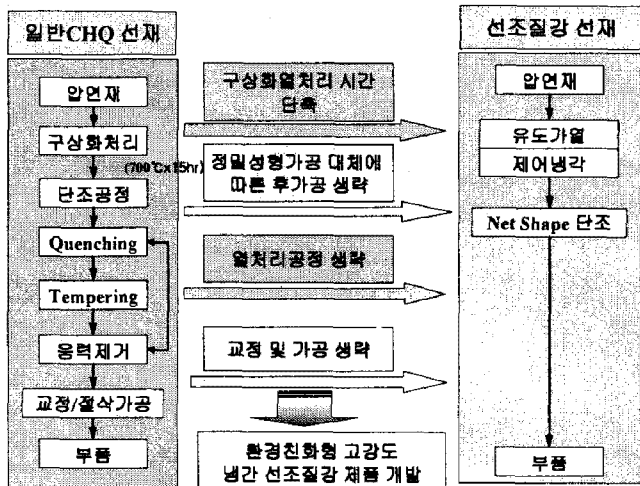 일반CHQ 선재
압연재
구상화처리
(700℃x15hr)
단조공정
Quenching
Tempering
응력제거
교정/절삭가공
부품
구상화열처리 시간
단축
정밀성형가공 대체에
따른 후가공 생략
열처리공정 생략
교정 및 가공 생략
환경친화형 고강도
냉간 선조질강 제품 개발
선조질강 선재
압연재
유도가열
제어냉각
Net Shape 단조
부품